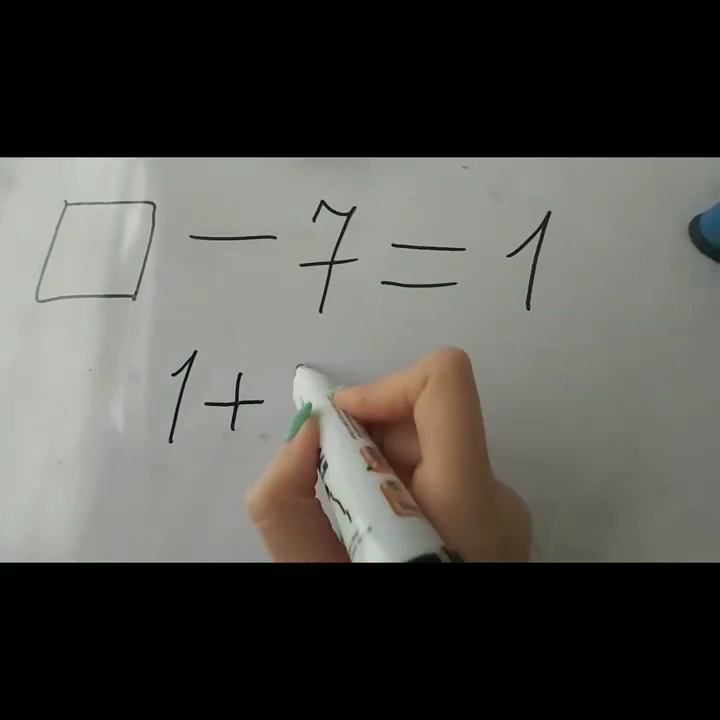 □ − 7 = 1
1 +